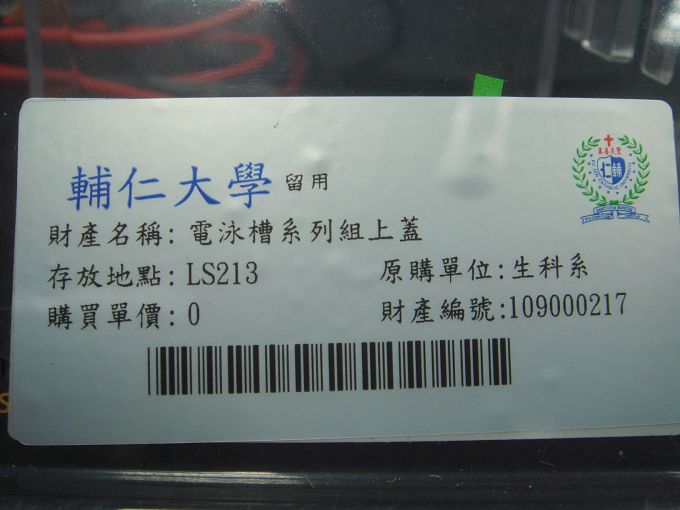 輔仁大學 留用
財產名稱: 電泳槽系列組上蓋
存放地點: LS213 原購單位:生科系
購買單價: 0 財產編號:109000217